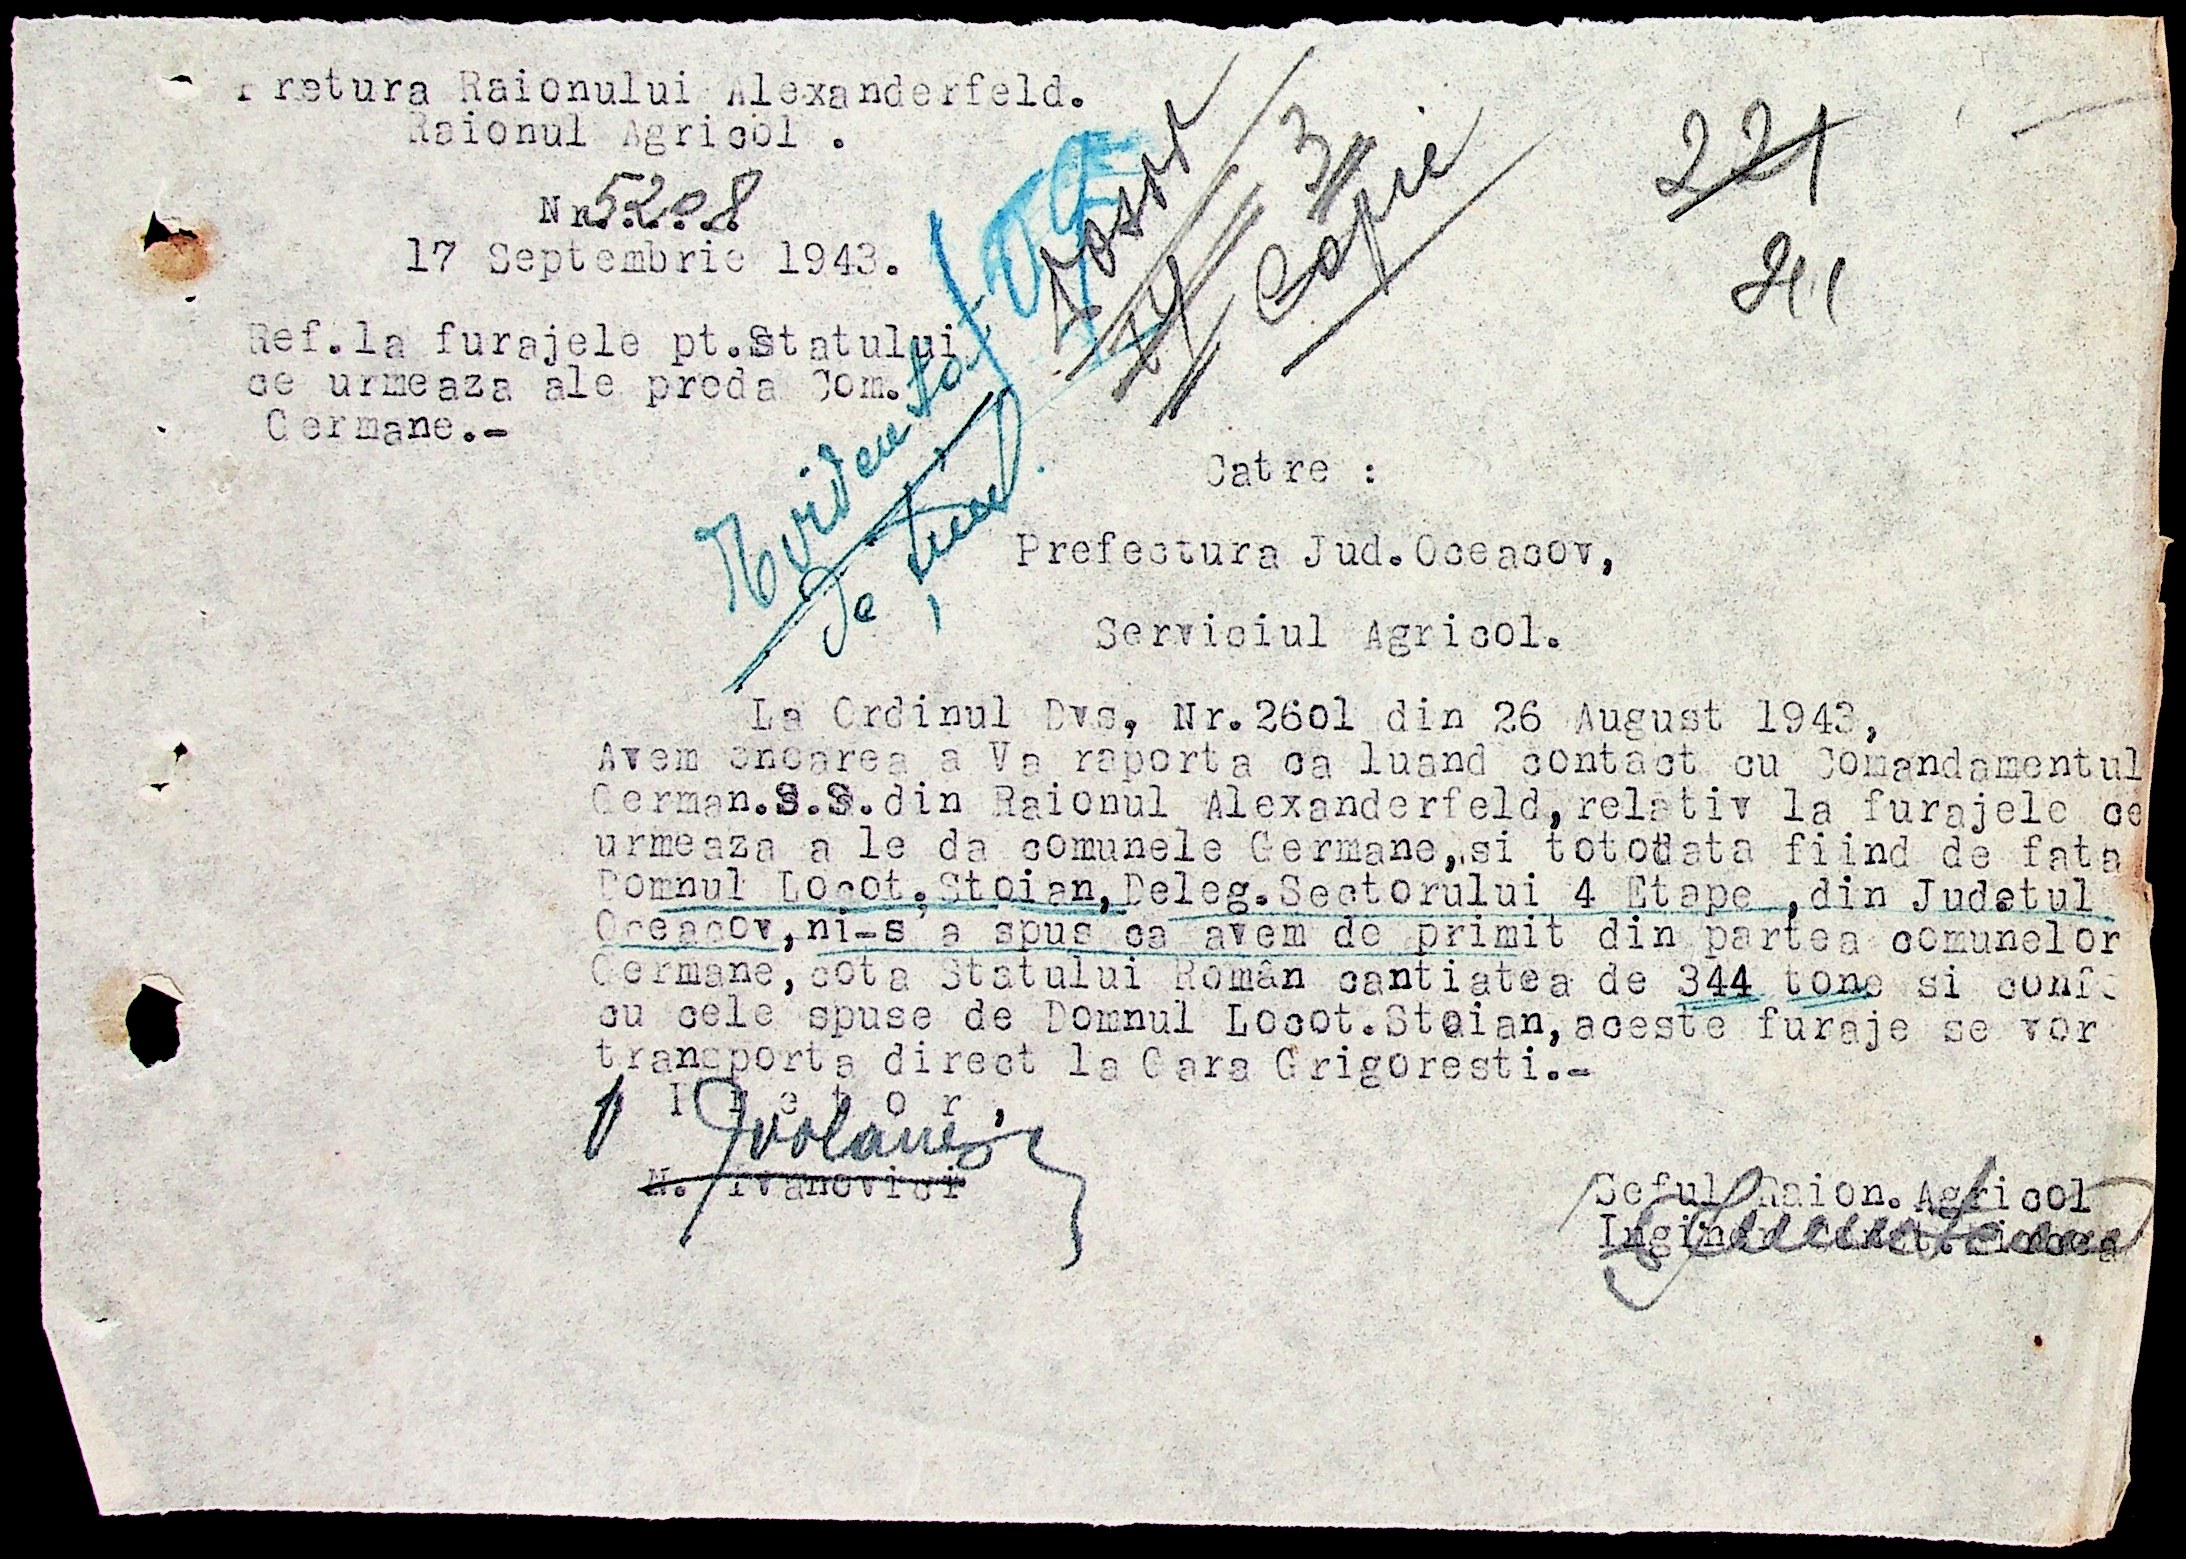 Pretura Raionului Alexanderfeld.
Raionul Agricol .
Nr.5208
17 Septembrie 1943.
Ref.la furajele pt.Statului
ce urmeaza ale preda Com.
Germane.-
Dosar
Copie
221
211
Catre :
Prefectura Jud.Oceacov,
Serviciul Agricol.
La Ordinul Dvs, Nr.2601 din 26 August 1943,
Avem onoarea a Va raporta ca luand contact cu Comandamentul
German.S.S.din Raionul Alexanderfeld,relativ la furajele ce
urmeaza a le da comunele Germane,si totodata fiind de fata
Domnul Locot.Stoian,Deleg.Sectorului 4 Etape ,din Judetul
Oceacov,ni-s a spus ca avem de primit din partea comunelor
Germane,cota Statului Român cantiatea de 344 tone si conf
cu cele spuse de Domnul Locot.Stoian,aceste furaje se vor
transporta direct la Gara Grigoresti.-
N. Ivanovici
Seful Raion.Agricol